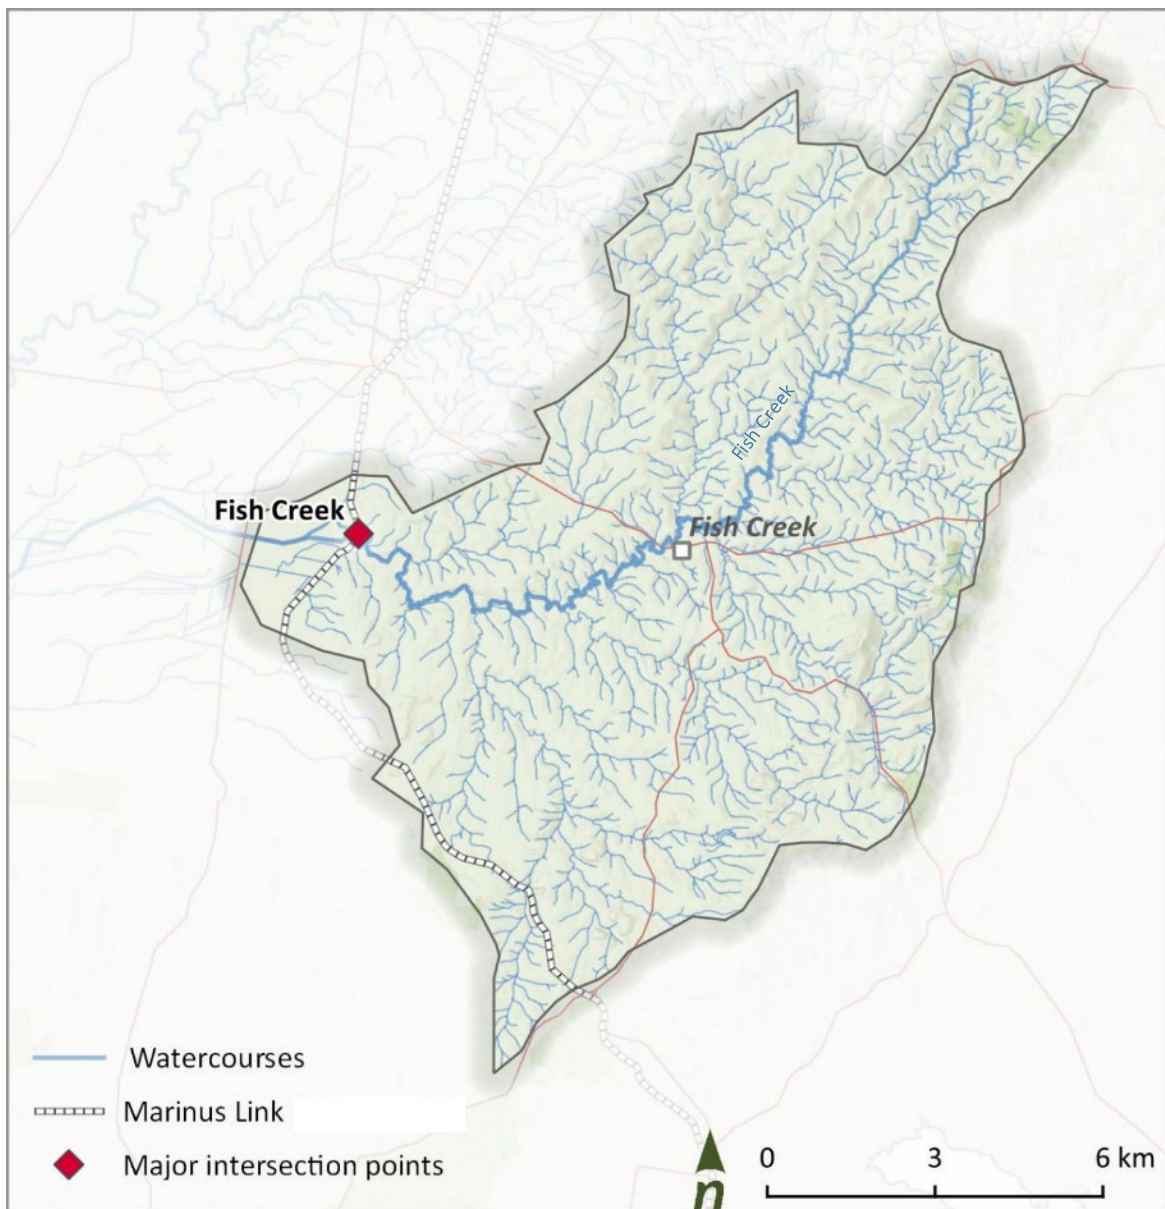 Fish Creek
Fish Creek
Fish Creek
Watercourses
Marinus Link
Major intersection points
n
0 3 6 km